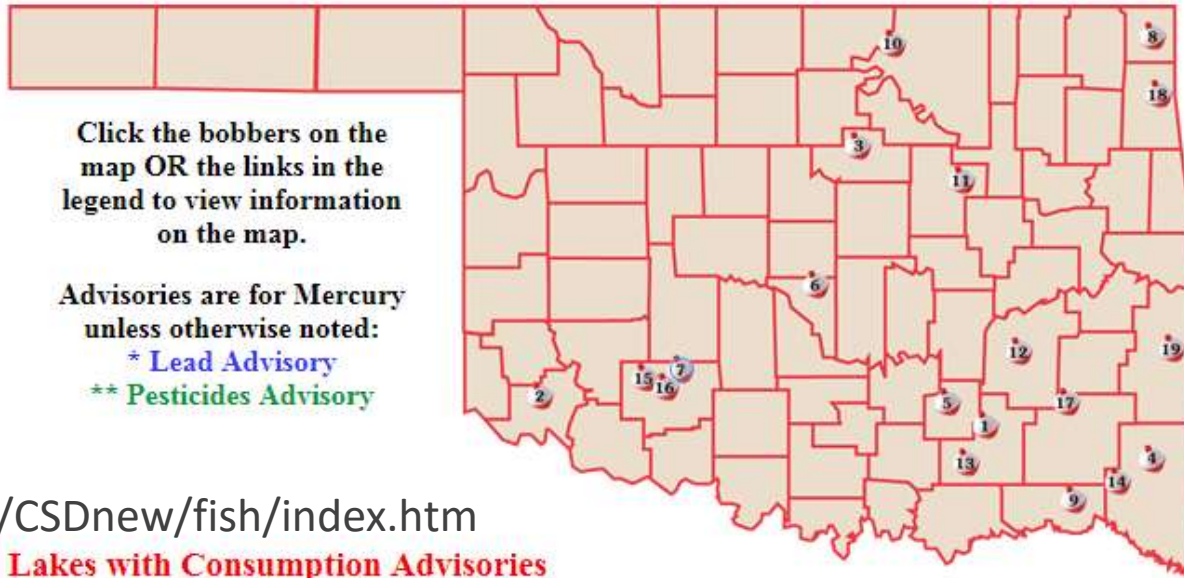 10
8
18
3
11
Click the bobbers on the
map OR the links in the
legend to view information
on the map.
6
Advisories are for Mercury
unless otherwise noted:
* Lead Advisory
** Pesticides Advisory
12
19
7
15
16
2
5
17
1
13
4
14
9
/CSDnew/fish/index.htm
Lakes with Consumption Advisories